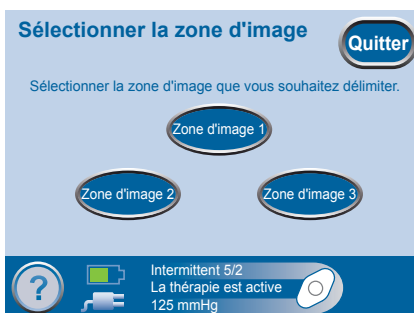 Sélectionner la zone d'image
Quitter
Sélectionner la zone d'image que vous souhaitez délimiter.
Zone d'image 1
Zone d'image 2
Zone d'image 3
?
Intermittent 5/2
La thérapie est active
125 mmHg